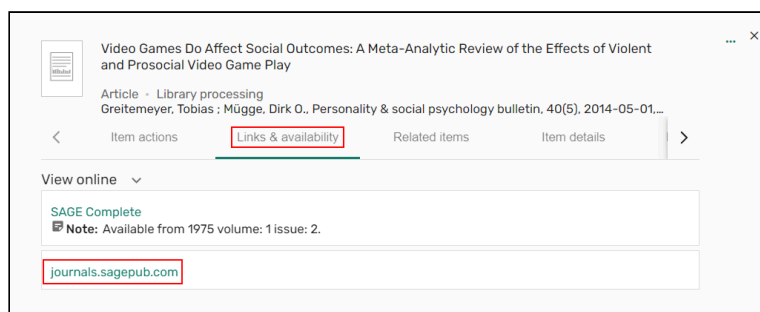 Video Games Do Affect Social Outcomes: A Meta-Analytic Review of the Effects of Violent
and Prosocial Video Game Play
Article · Library processing
Greitemeyer, Tobias ; Mügge, Dirk O., Personality & social psychology bulletin, 40(5), 2014-05-01,…
Item actions Links & availability Related items Item details
View online
SAGE Complete
Note: Available from 1975 volume: 1 issue: 2.
journals.sagepub.com